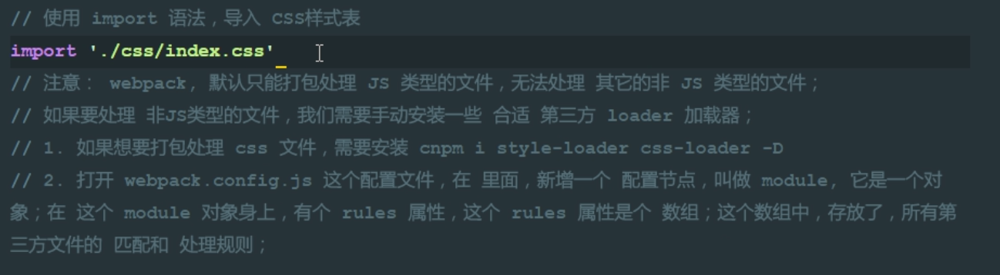 // 使用 import 语法，导入 CSS样式表
import './css/index.css'
// 注意： webpack, 默认只能打包处理 JS 类型的文件，无法处理 其它的非 JS 类型的文件；
// 如果要处理 非JS类型的文件，我们需要手动安装一些 合适 第三方 loader 加载器；
// 1. 如果想要打包处理 css 文件，需要安装 cnpm i style-loader css-loader -D
// 2. 打开 webpack.config.js 这个配置文件，在 里面，新增一个 配置节点，叫做 module, 它是一个对
象；在 这个 module 对象身上，有个 rules 属性，这个 rules 属性是个 数组；这个数组中，存放了，所有第
三方文件的 匹配和 处理规则；